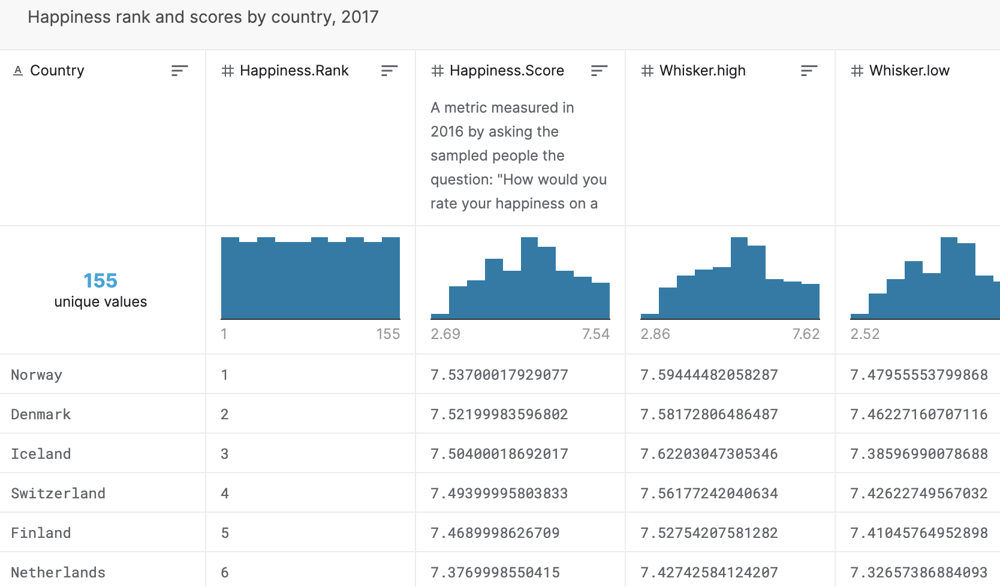 Happiness rank and scores by country, 2017
A Country # Happiness.Rank # Happiness.Score # Whisker.high # Whisker.low
A metric measured in
2016 by asking the
sampled people the
question: "How would you
rate your happiness on a
155
unique values
1 155 2.69 7.54 2.86 7.62 2.52
Norway 1 7.53700017929077 7.59444482058287 7.47955553799868
Denmark 2 7.52199983596802 7.58172806486487 7.46227160707116
Iceland 3 7.50400018692017 7.62203047305346 7.38596990078688
Switzerland 4 7.49399995803833 7.56177242040634 7.42622749567032
Finland 5 7.4689998626709 7.52754207581282 7.41045764952898
Netherlands 6 7.3769998550415 7.42742584124207 7.32657386884093